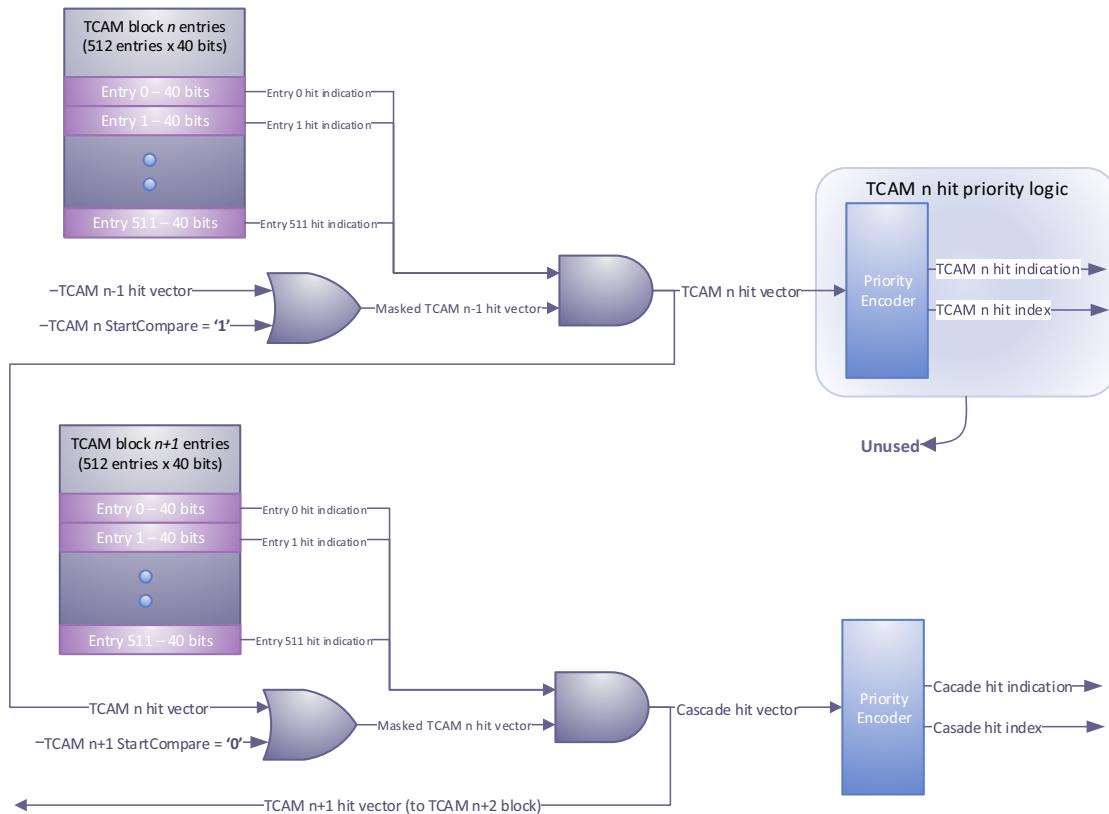 TCAM block n entries
(512 entries x 40 bits)
Entry 0 – 40 bits
Entry 0 hit indication
Entry 1 – 40 bits
Entry 1 hit indication
Entry 511 – 40 bits
Entry 511 hit indication
TCAM n hit priority logic
Priority
Encoder
TCAM n hit indication
TCAM n hit index
TCAM n-1 hit vector
TCAM n StartCompare = ‘1’
Masked TCAM n-1 hit vector
TCAM n hit vector
Unused
TCAM block n+1 entries
(512 entries x 40 bits)
Entry 0 – 40 bits
Entry 0 hit indication
Entry 1 – 40 bits
Entry 1 hit indication
Entry 511 – 40 bits
Entry 511 hit indication
TCAM n hit vector
TCAM n+1 StartCompare = ‘0’
Masked TCAM n hit vector
Cascade hit vector
Priority
Encoder
Cacade hit indication
Casade hit index
TCAM n+1 hit vector (to TCAM n+2 block)